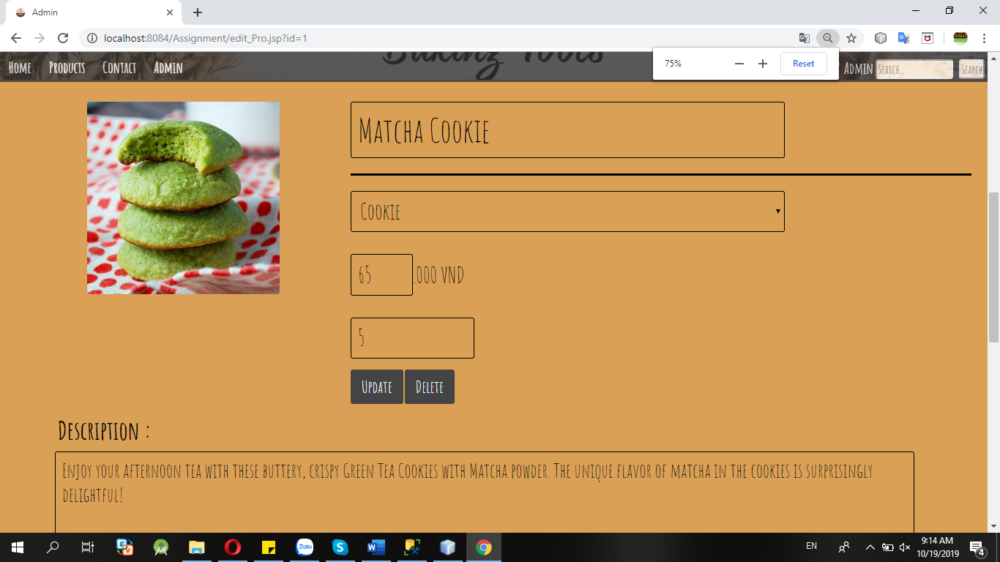 Admin
localhost:8084/Assignment/edit_Pro.jsp?id=1
75%
Reset
Baking Tools
Home Products Contact Admin
Admin Search... Search
Matcha Cookie
Cookie
65 .000 VND
5
Update Delete
Description :
Enjoy your afternoon tea with these buttery, crispy Green Tea Cookies with Matcha powder. The unique flavor of matcha in the cookies is surprisingly
delightful!
Zalo
EN
9:14 AM
10/19/2019
4